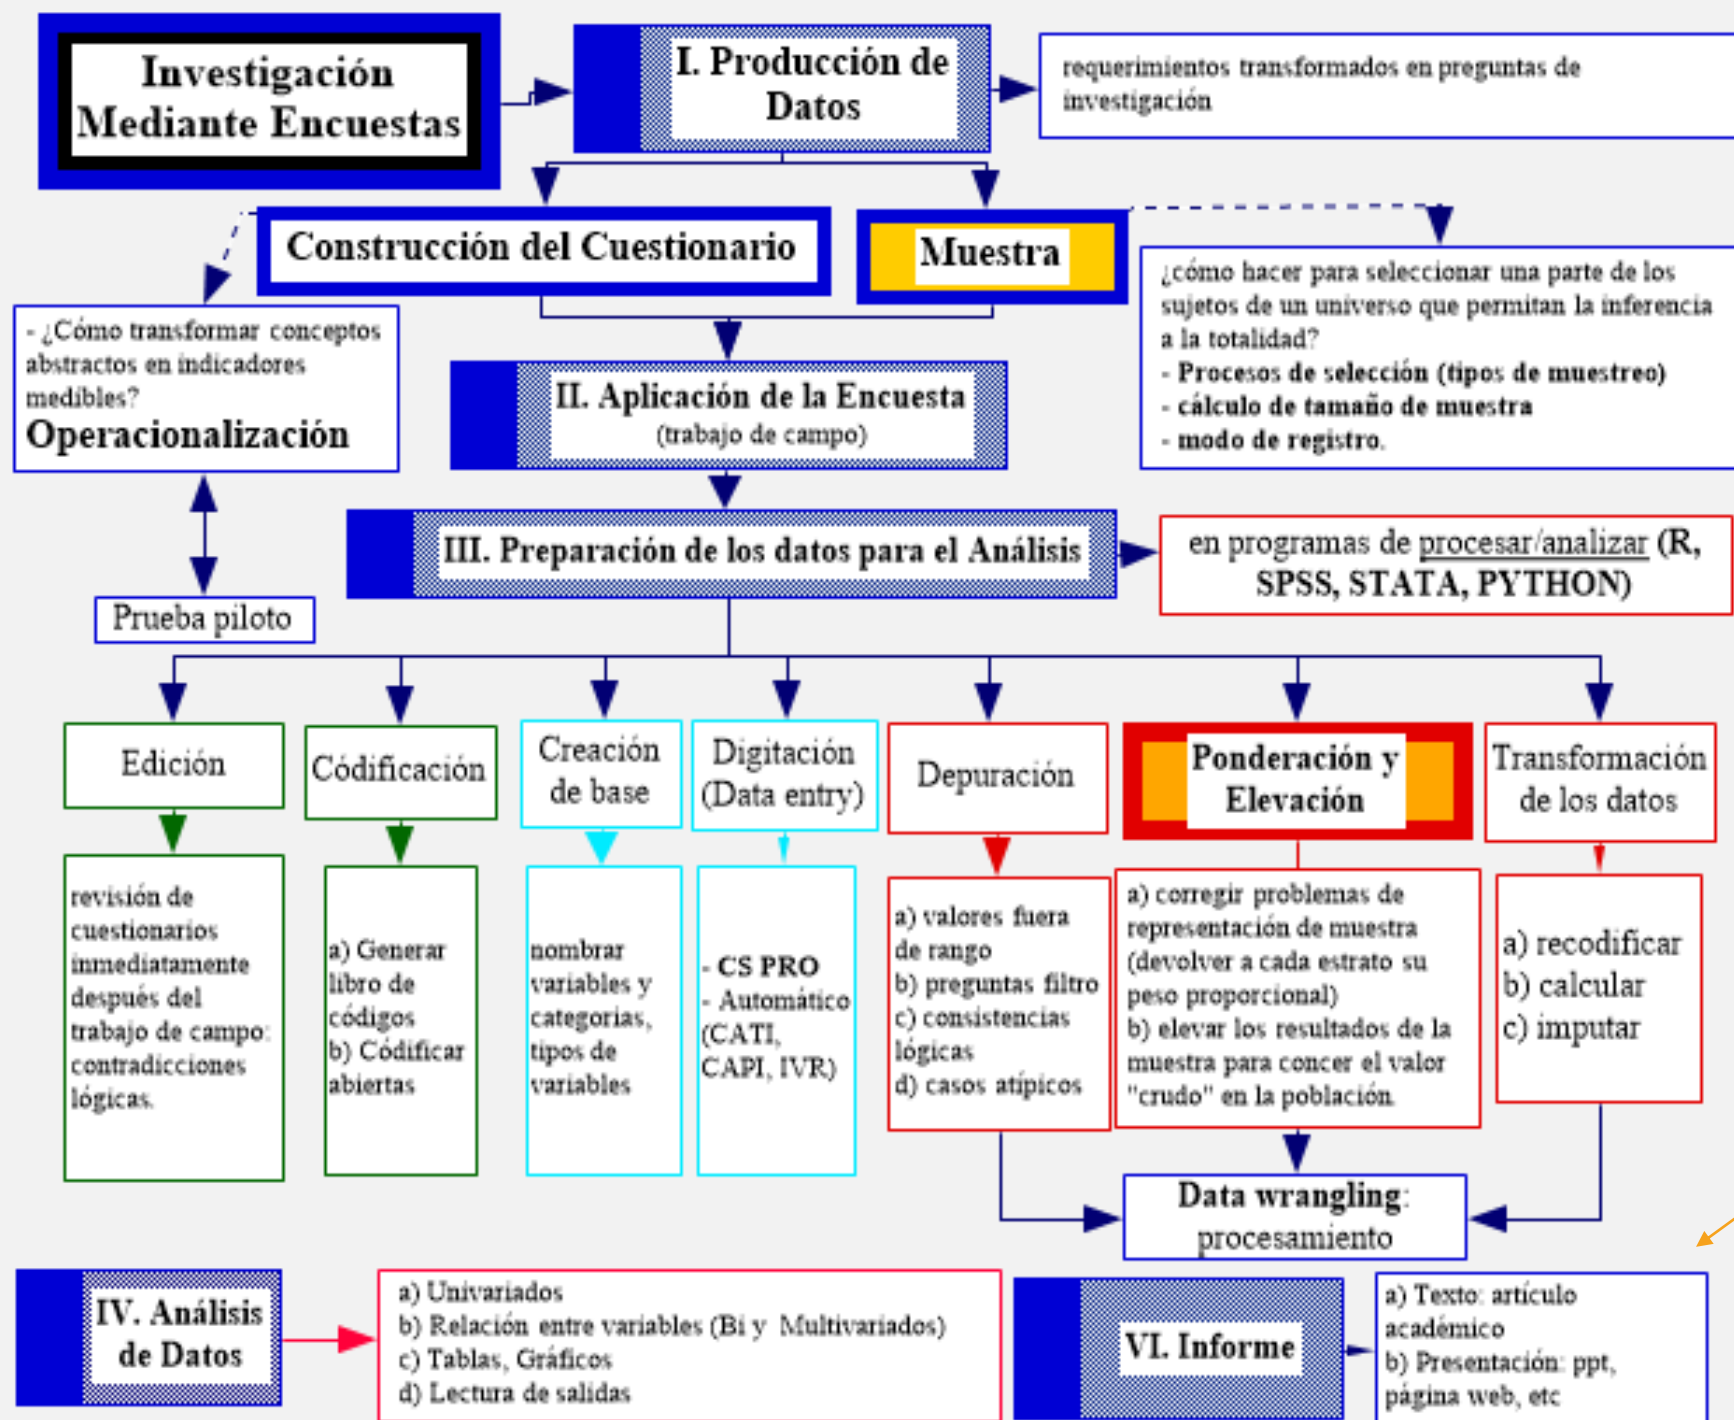 Investigación
Mediante Encuestas
I. Producción de
Datos
requerimientos transformados en preguntas de
investigación
Construcción del Cuestionario
Muestra
¿cómo hacer para seleccionar una parte de los
sujetos de un universo que permitan la inferencia
a la totalidad?
- Procesos de selección (tipos de muestreo)
- cálculo de tamaño de muestra
- modo de registro.
- ¿Cómo transformar conceptos
abstractos en indicadores
medibles?
Operacionalización
II. Aplicación de la Encuesta
(trabajo de campo)
III. Preparación de los datos para el Análisis
en programas de procesar/analizar (R,
SPSS, STATA, PYTHON)
Prueba piloto
Edición
Códificación
Creación
de base
Digitación
(Data entry)
Depuración
Ponderación y
Elevación
Transformación
de los datos
revisión de
cuestionarios
inmediatamente
después del
trabajo de campo:
contradicciones
lógicas.
a) Generar
libro de
códigos
b) Códificar
abiertas
nombrar
variables y
categorias,
tipos de
variables
- CS PRO
- Automático
(CATI,
CAPI, IVR)
a) valores fuera
de rango
b) preguntas filtro
c) consistencias
lógicas
d) casos atípicos
a) corregir problemas de
representación de muestra
(devolver a cada estrato su
peso proporcional)
b) elevar los resultados de la
muestra para concer el valor
"crudo" en la población.
a) recodificar
b) calcular
c) imputar
Data wrangling:
procesamiento
IV. Análisis
de Datos
a) Univariados
b) Relación entre variables (Bi y Multivariados)
c) Tablas, Gráficos
d) Lectura de salidas
VI. Informe
a) Texto: artículo
académico
b) Presentación: ppt,
página web, etc